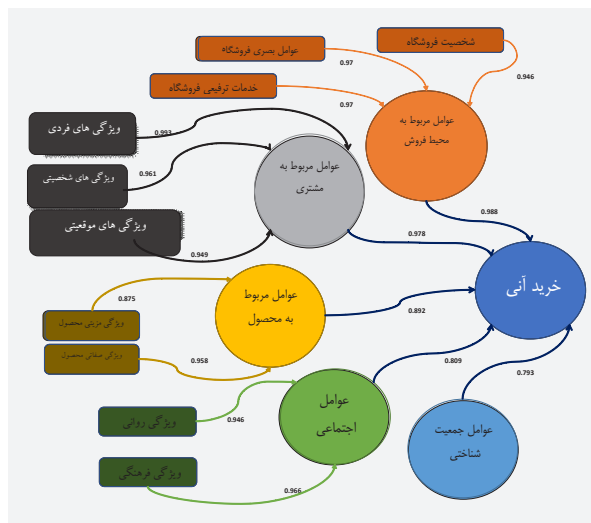 شخصیت فروشگاه
عوامل بصری فروشگاه
0.97
0.946
خدمات ترفیعی فروشگاه
0.97
ویژگی های فردی
0.993
عوامل مربوط به
محیط فروش
عوامل مربوط به
مشتری
ویژگی های شخصیتی
0.961
ویژگی های موقعیتی
0.949
0.988
0.978
خرید آنی
عوامل مربوط
به محصول
0.875
ویژگی مزیتی محصول
ویژگی صفاتی محصول
0.958
0.892
0.809
0.793
عوامل
اجتماعی
ویژگی روانی
0.946
ویژگی فرهنگی
0.966
عوامل جمعیت
شناختی